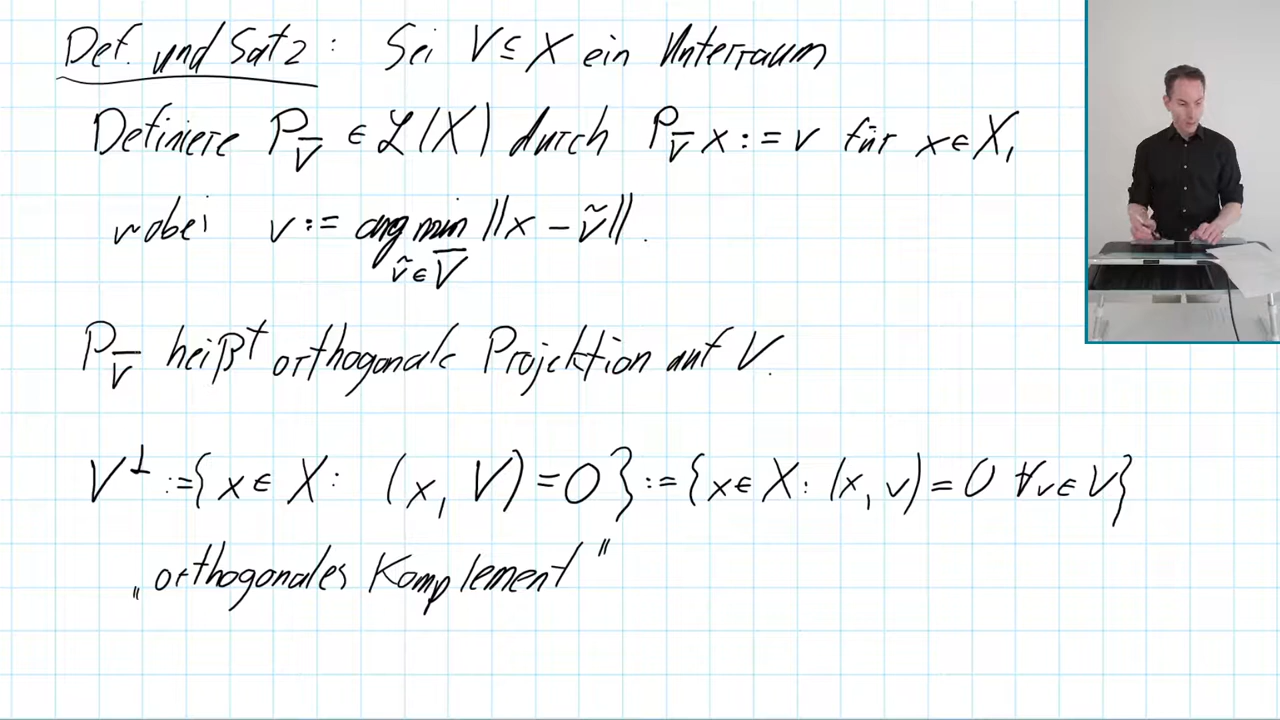 Def. und Satz: Sei V ⊆ X ein Unterraum
Definiere P_V̅ ∈ ℒ(X) durch P_V̅ x := v für x ∈ X,
wobei v := arg min ‖x − ṽ‖.
ṽ ∈ V̅
P_V̅ heißt orthogonale Projektion auf V.
V^⊥ := {x ∈ X: (x, V) = 0} := {x ∈ X: (x, v) = 0 ∀v ∈ V}
„orthogonales Komplement"